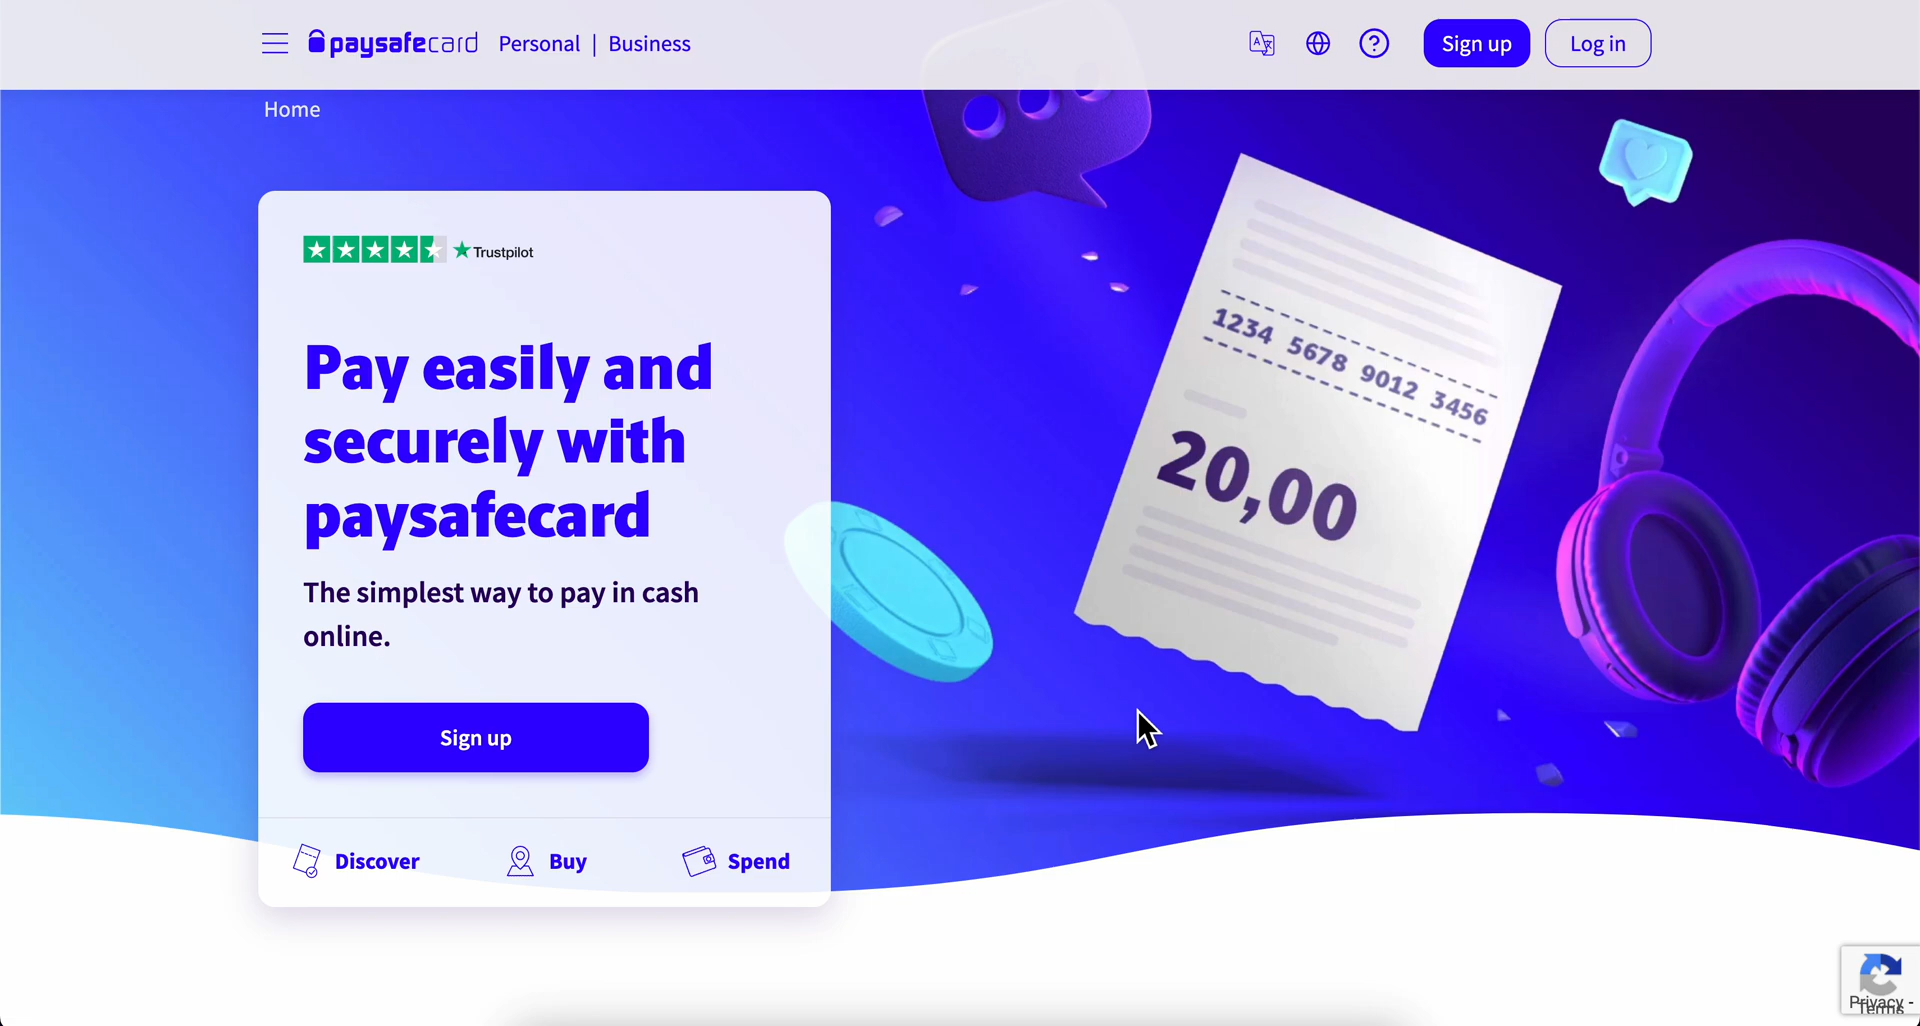 paysafecard
Personal | Business
Sign up
Log in
Home
Trustpilot
Pay easily and
securely with
paysafecard
The simplest way to pay in cash
online.
Sign up
Discover
Buy
Spend
1234 5678 9012 3456
20,00
Privacy -
Terms